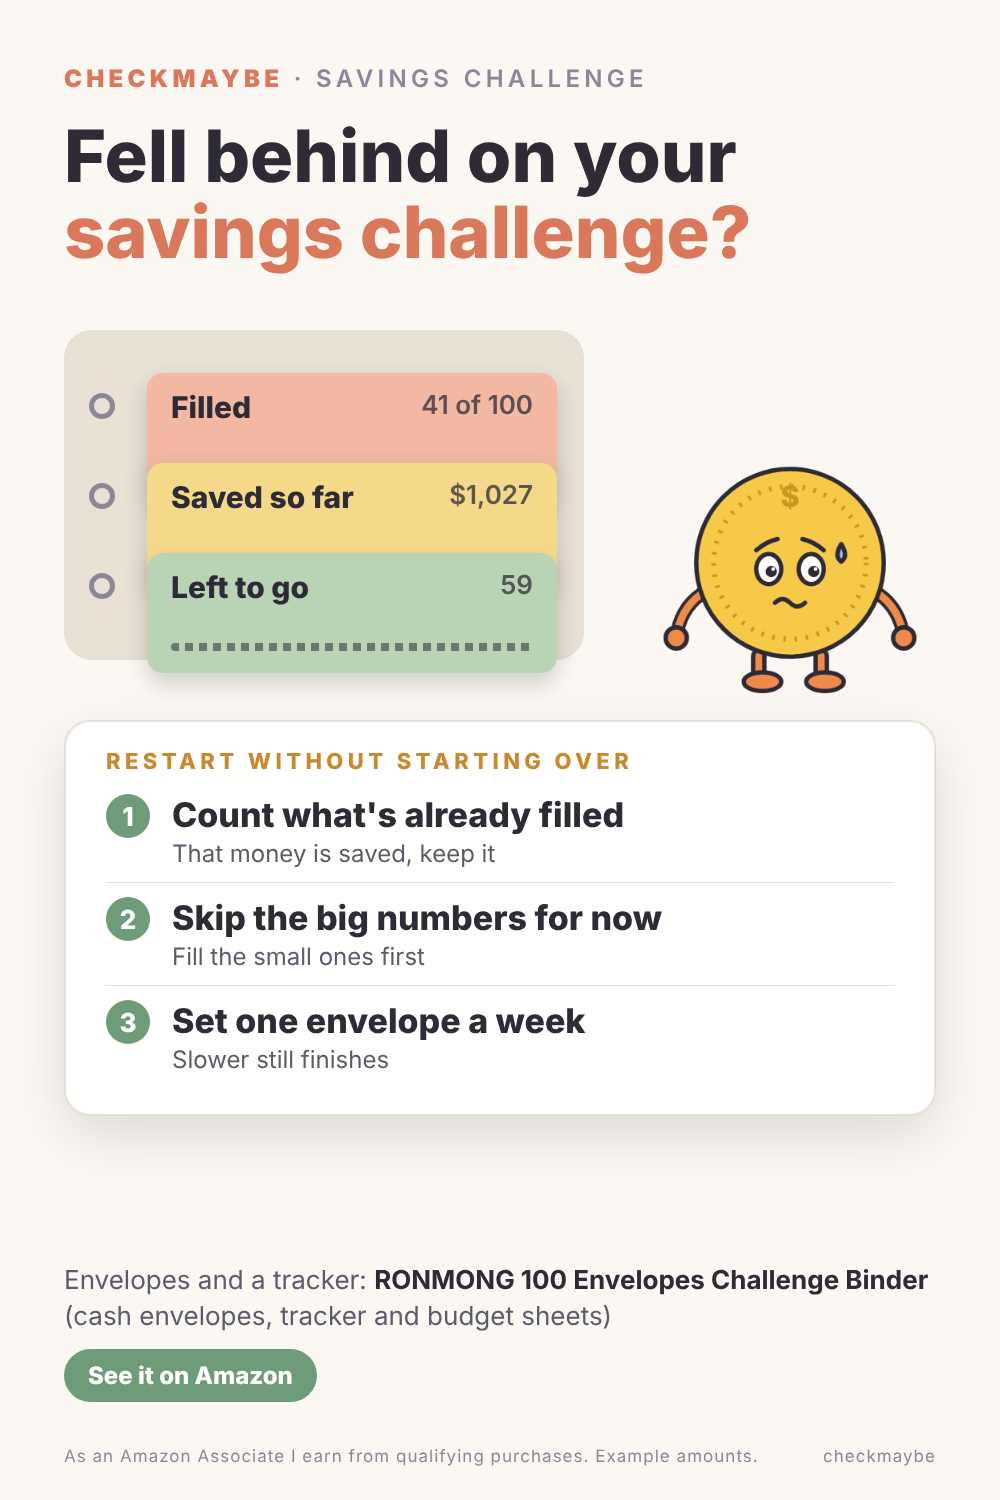 CHECKMAYBE · SAVINGS CHALLENGE
Fell behind on your
savings challenge?
Filled 41 of 100
Saved so far $1,027
Left to go 59
$
RESTART WITHOUT STARTING OVER
1 Count what's already filled
That money is saved, keep it
2 Skip the big numbers for now
Fill the small ones first
3 Set one envelope a week
Slower still finishes
Envelopes and a tracker: RONMONG 100 Envelopes Challenge Binder
(cash envelopes, tracker and budget sheets)
See it on Amazon
As an Amazon Associate I earn from qualifying purchases. Example amounts. checkmaybe